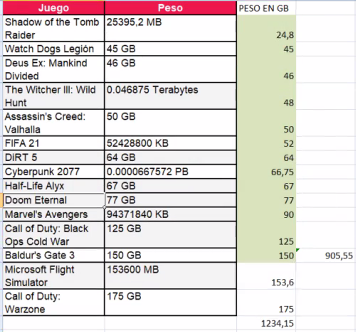 Juego Peso PESO EN GB
Shadow of the Tomb 25395,2 MB
Raider 24,8
Watch Dogs Legión 45 GB 45
Deus Ex: Mankind 46 GB
Divided 46
The Witcher III: Wild 0.046875 Terabytes
Hunt 48
Assassin's Creed: 50 GB
Valhalla 50
FIFA 21 52428800 KB 52
DiRT 5 64 GB 64
Cyberpunk 2077 0.0000667572 PB 66,75
Half-Life Alyx 67 GB 67
Doom Eternal 77 GB 77
Marvel's Avengers 94371840 KB 90
Call of Duty: Black 125 GB
Ops Cold War 125
Baldur's Gate 3 150 GB 150 905,55
Microsoft Flight 153600 MB
Simulator 153,6
Call of Duty: 175 GB
Warzone 175
1234,15